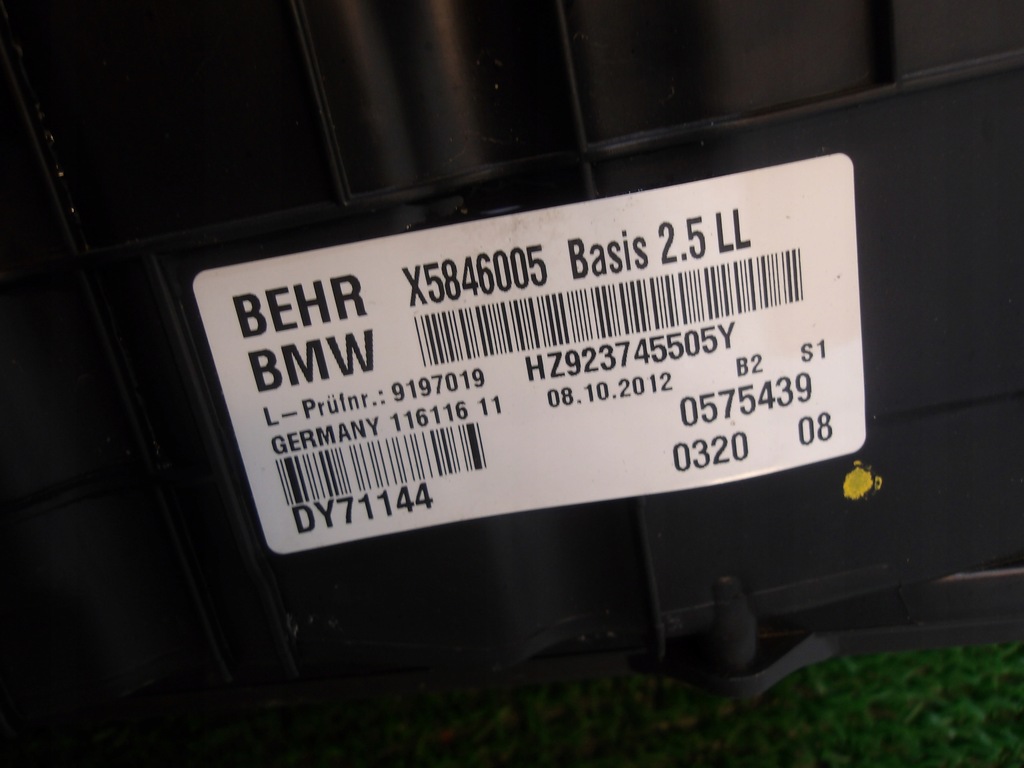 BEHR X5846005 Basis 2.5 LL
BMW HZ923745505Y
L-Prüfnr.: 9197019 08.10.2012 B2 S1
GERMANY 116116 11 0575439
DY71144 0320 08